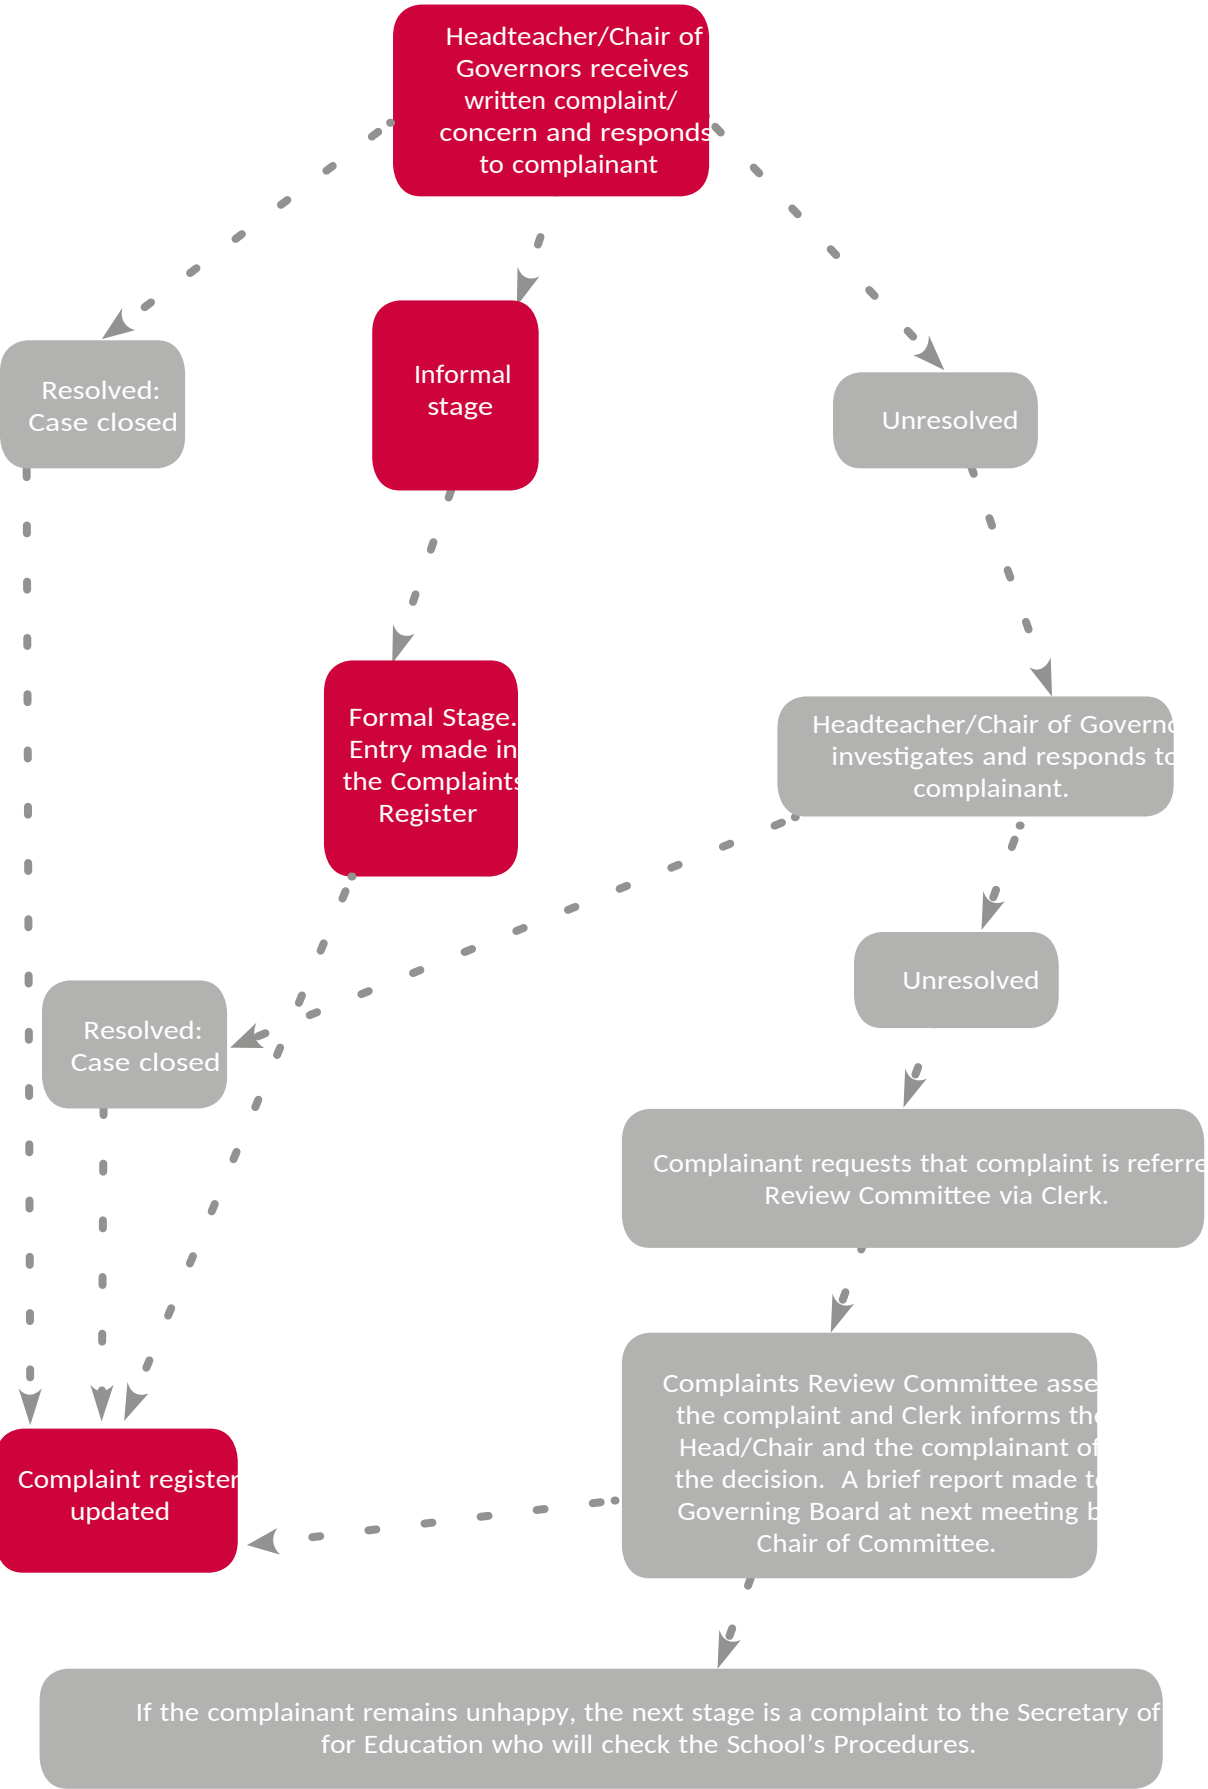 Headteacher/Chair of
Governors receives
written complaint/
concern and responds
to complainant
Informal
stage
Resolved:
Case closed
Unresolved
Formal Stage.
Entry made in
the Complaints
Register
Headteacher/Chair of
investigates and responds to
complainant.
Unresolved
Resolved:
Case closed
Complainant requests that complaint is
Review Committee via Clerk.
Complaints Review Committee
the complaint and Clerk informs the
Head/Chair and the complainant of
the decision. A brief report made to
Governing Board at next meeting
Chair of Committee.
Complaint register
updated
If the complainant remains unhappy, the next stage is a complaint to the Secretary of
for Education who will check the School’s Procedures.